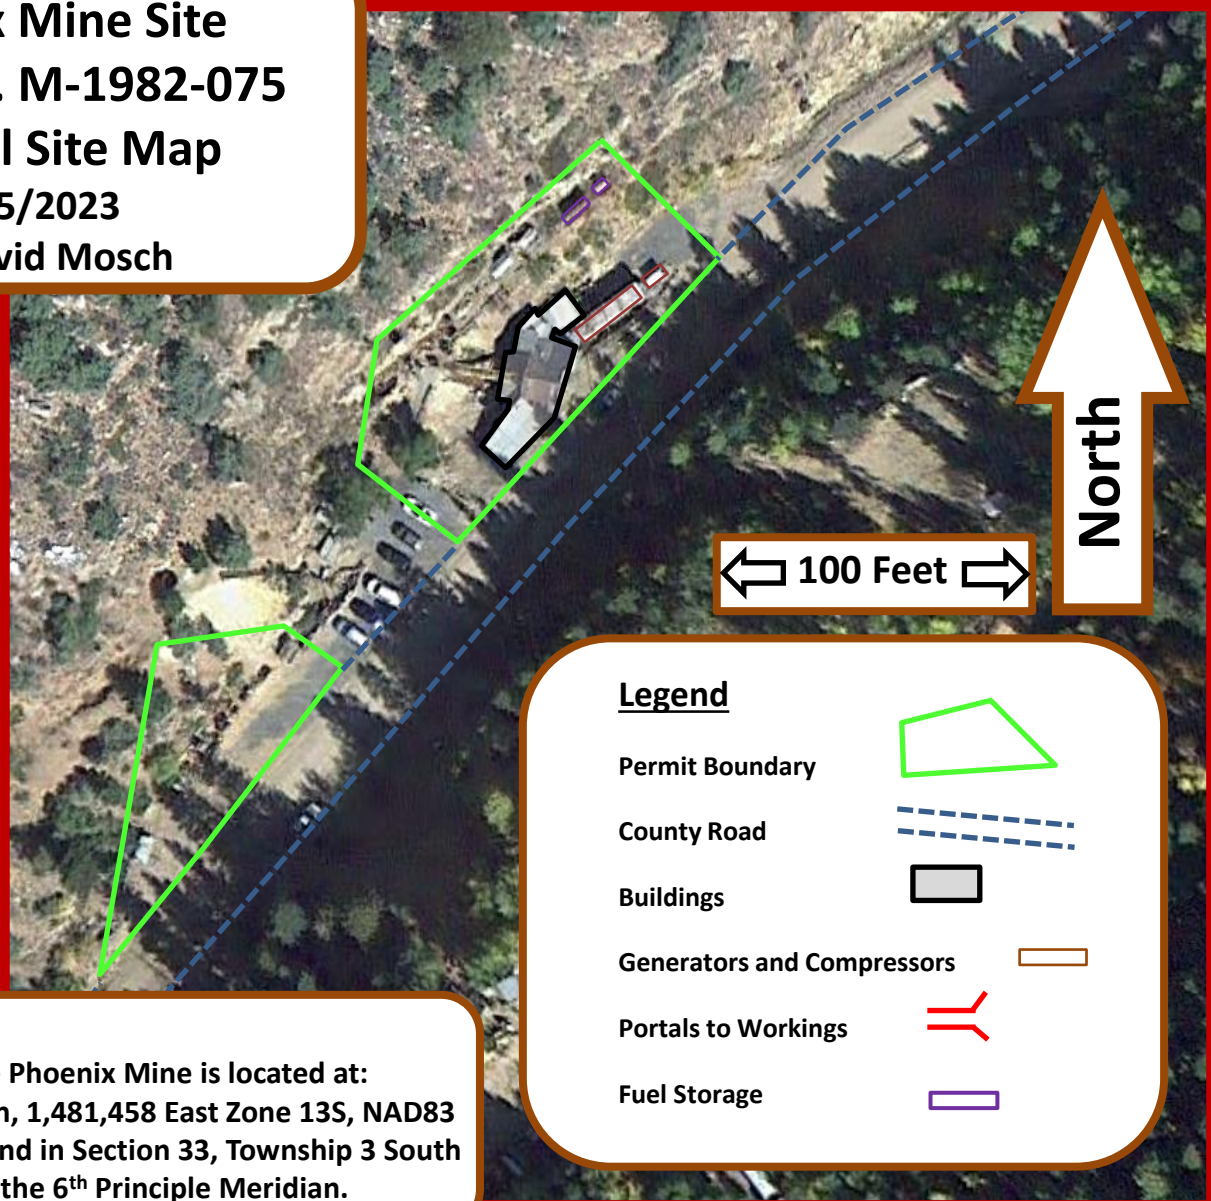 x Mine Site
. M-1982-075
l Site Map
5/2023
vid Mosch
North
100 Feet
Legend
Permit Boundary
County Road
Buildings
Generators and Compressors
Portals to Workings
Fuel Storage
Phoenix Mine is located at:
n, 1,481,458 East Zone 13S, NAD83
nd in Section 33, Township 3 South
the 6th Principle Meridian.